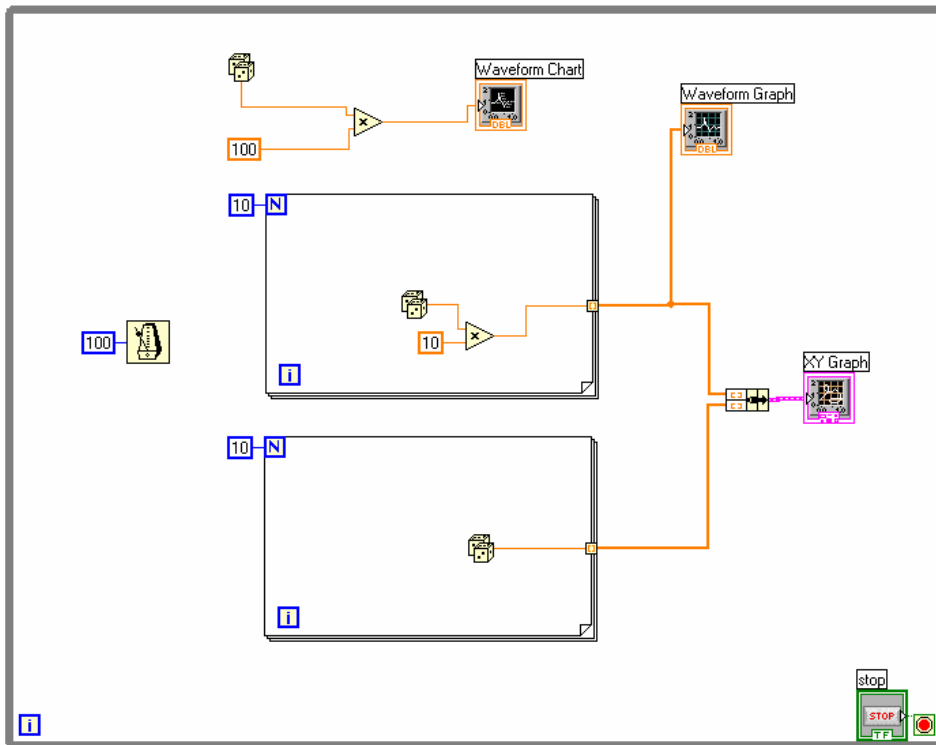 Waveform Chart
DBL
100
Waveform Graph
DBL
10 N
10
i
100
XY Graph
10 N
i
stop
STOP
TF
i